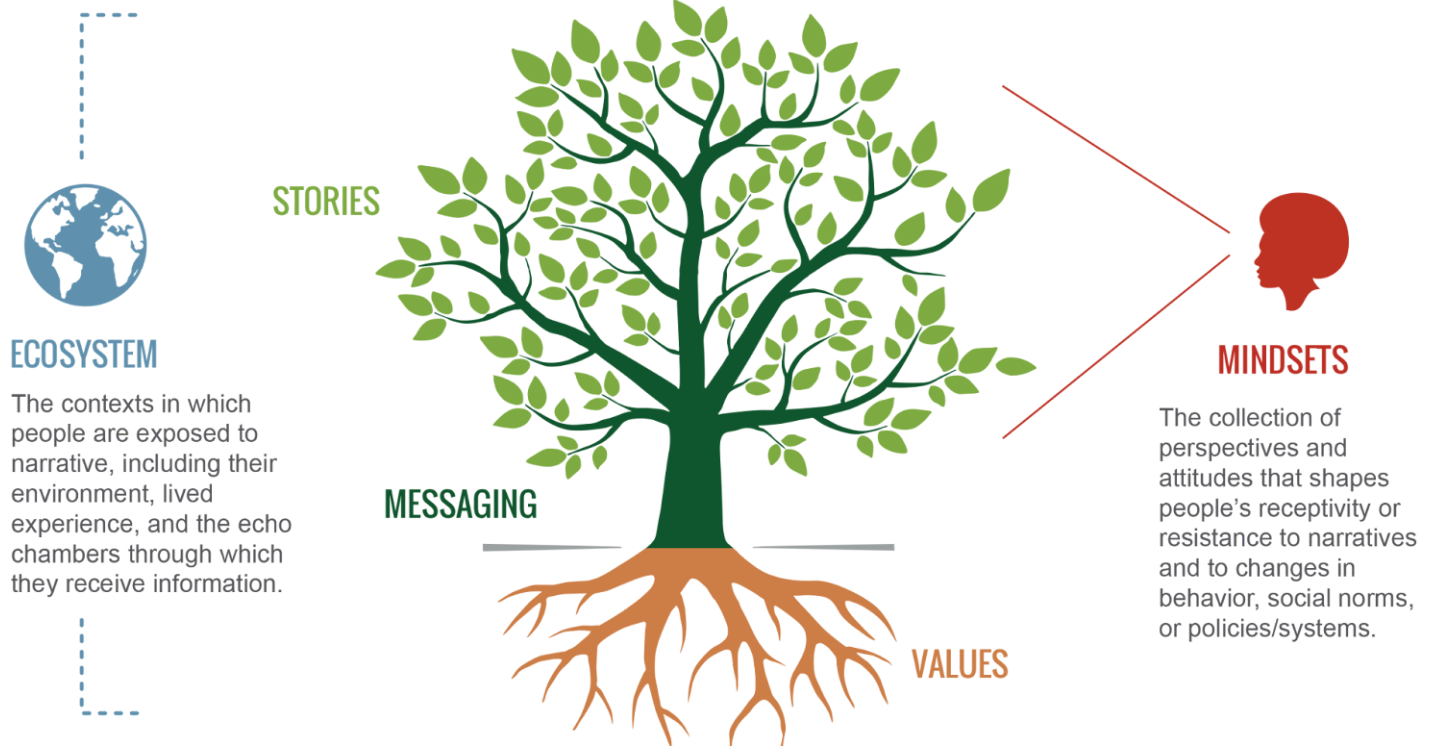 STORIES
ECOSYSTEM
The contexts in which
people are exposed to
narrative, including their
environment, lived
experience, and the echo
chambers through which
they receive information.
MESSAGING
VALUES
MINDSETS
The collection of
perspectives and
attitudes that shapes
people’s receptivity or
resistance to narratives
and to changes in
behavior, social norms,
or policies/systems.